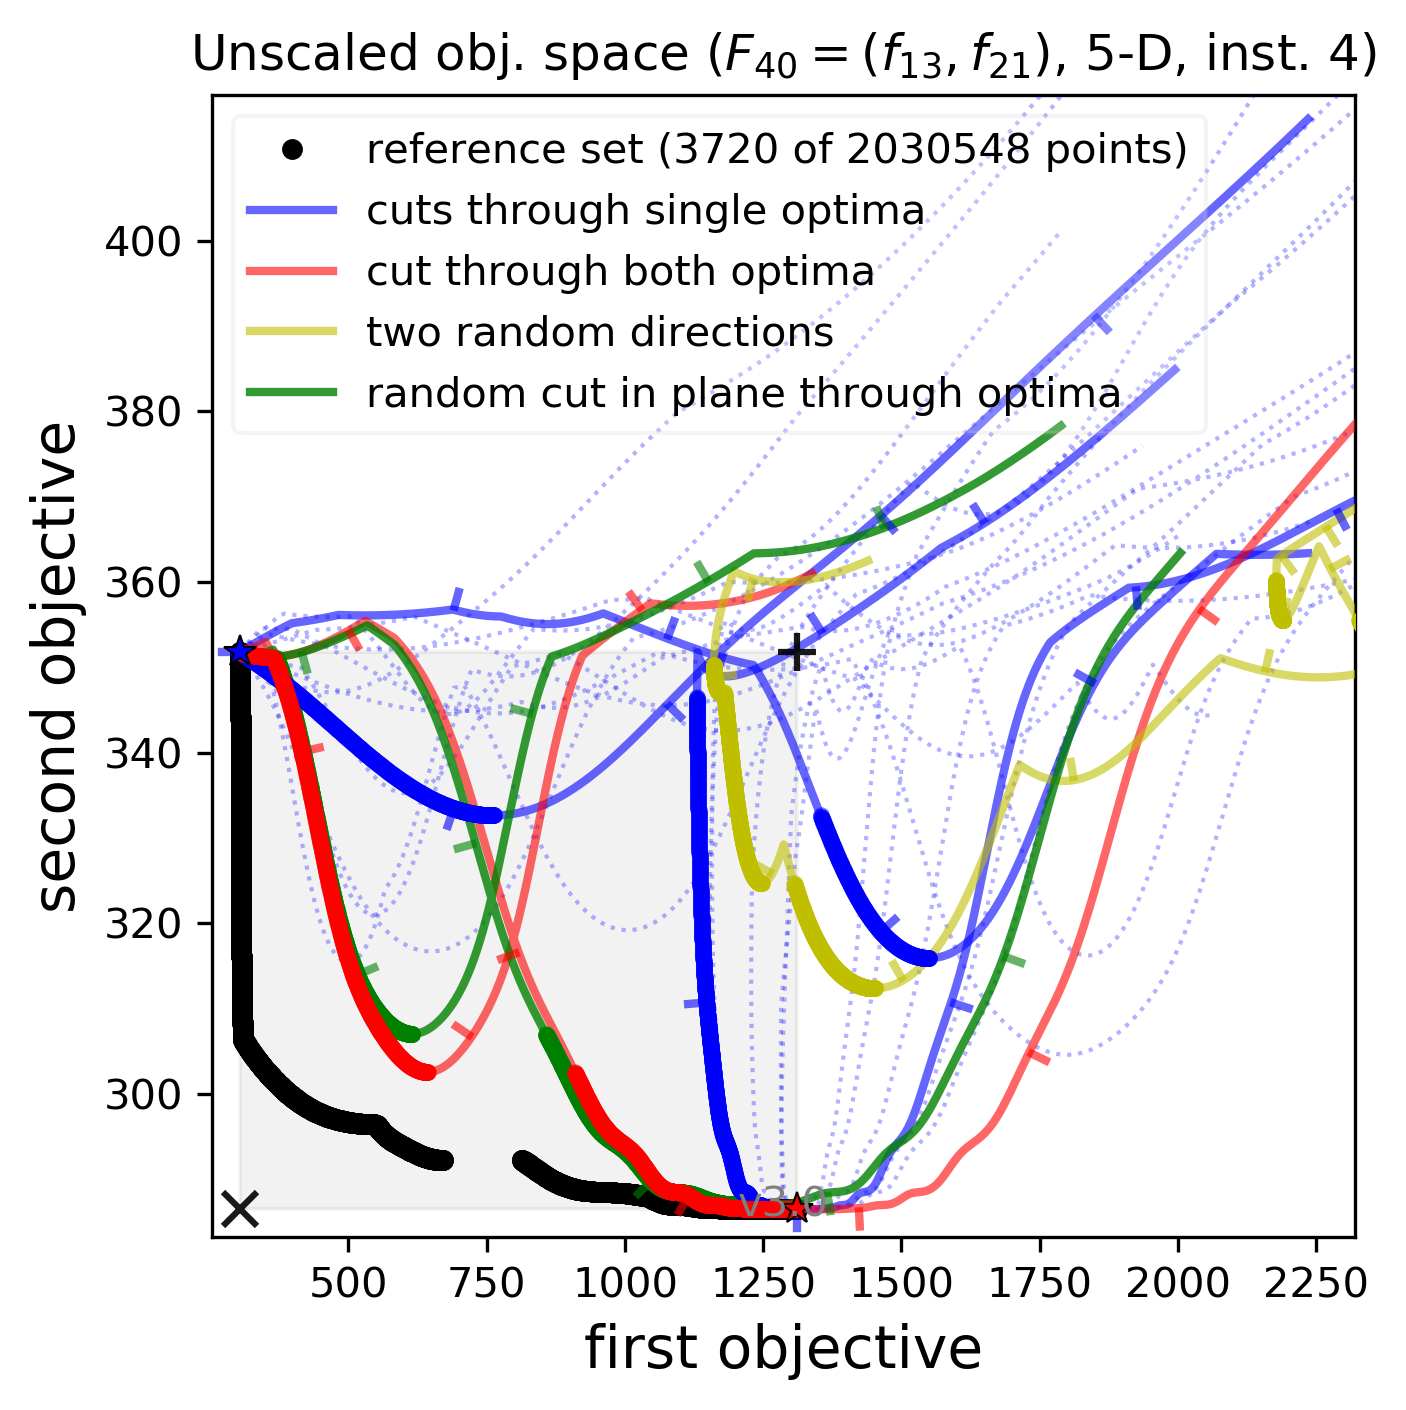 Unscaled obj. space (F₄₀ = (f₁₃, f₂₁), 5-D, inst. 4)
reference set (3720 of 2030548 points)
cuts through single optima
cut through both optima
two random directions
random cut in plane through optima
second objective
400
380
360
340
320
300
v3.0
500
750
1000
1250
1500
1750
2000
2250
first objective